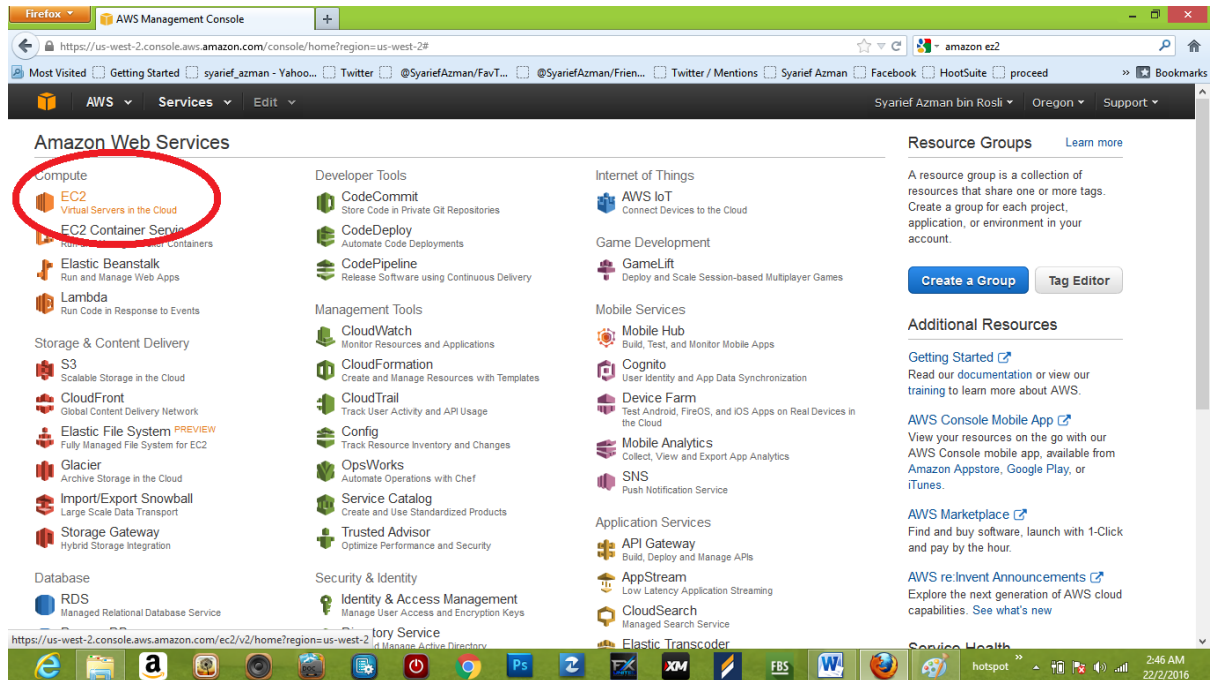 Firefox
AWS Management Console
https://us-west-2.console.aws.amazon.com/console/home?region=us-west-2#
amazon ez2
Most Visited Getting Started syarief_azman - Yahoo... Twitter @SyariefAzman/FavT... @SyariefAzman/Frien... Twitter / Mentions Syarief Azman Facebook HootSuite proceed » Bookmarks
AWS Services Edit Syarief Azman bin Rosli Oregon Support
Amazon Web Services
Compute
EC2
Virtual Servers in the Cloud
EC2 Container Service
Elastic Beanstalk
Run and Manage Web Apps
Lambda
Run Code in Response to Events
Storage & Content Delivery
S3
Scalable Storage in the Cloud
CloudFront
Global Content Delivery Network
Elastic File System PREVIEW
Fully Managed File System for EC2
Glacier
Archive Storage in the Cloud
Import/Export Snowball
Large Scale Data Transport
Storage Gateway
Hybrid Storage Integration
Database
RDS
Managed Relational Database Service
https://us-west-2.console.aws.amazon.com/ec2/v2/home?region=us-west-2
Developer Tools
CodeCommit
Store Code in Private Git Repositories
CodeDeploy
Automate Code Deployments
CodePipeline
Release Software using Continuous Delivery
Management Tools
CloudWatch
Monitor Resources and Applications
CloudFormation
Create and Manage Resources with Templates
CloudTrail
Track User Activity and API Usage
Config
Track Resource Inventory and Changes
OpsWorks
Automate Operations with Chef
Service Catalog
Create and Use Standardized Products
Trusted Advisor
Optimize Performance and Security
Security & Identity
Identity & Access Management
Manage User Access and Encryption Keys
tory Service
Manage Active Directory
Internet of Things
AWS IoT
Connect Devices to the Cloud
Game Development
GameLift
Deploy and Scale Session-based Multiplayer Games
Mobile Services
Mobile Hub
Build, Test, and Monitor Mobile Apps
Cognito
User Identity and App Data Synchronization
Device Farm
Test Android, FireOS, and iOS Apps on Real Devices in
the Cloud
Mobile Analytics
Collect, View and Export App Analytics
SNS
Push Notification Service
Application Services
API Gateway
Build, Deploy and Manage APIs
AppStream
Low Latency Application Streaming
CloudSearch
Managed Search Service
Elastic Transcoder
Resource Groups Learn more
A resource group is a collection of
resources that share one or more tags.
Create a group for each project,
application, or environment in your
account.
Create a Group Tag Editor
Additional Resources
Getting Started
Read our documentation or view our
training to learn more about AWS.
AWS Console Mobile App
View your resources on the go with our
AWS Console mobile app, available from
Amazon Appstore, Google Play, or
iTunes.
AWS Marketplace
Find and buy software, launch with 1-Click
and pay by the hour.
AWS re:Invent Announcements
Explore the next generation of AWS cloud
capabilities. See what's new
Service Health
a Ps FX XM FBS W hotspot » 2:46 AM
22/2/2016